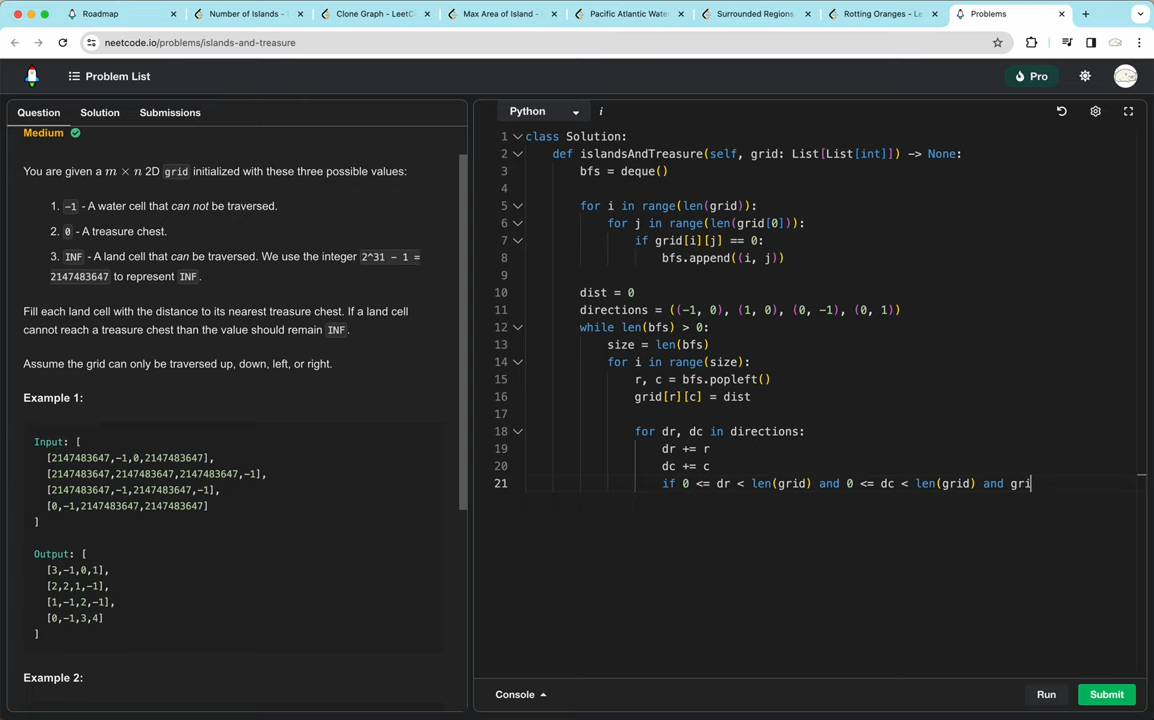 Roadmap
Number of Islands -
Clone Graph - LeetC
Max Area of Island -
Pacific Atlantic Wate
Surrounded Regions
Rotting Oranges - Le
Problems
neetcode.io/problems/islands-and-treasure
Problem List
Pro
Question Solution Submissions
Medium
You are given a m × n 2D grid initialized with these three possible values:
1. -1 - A water cell that can not be traversed.
2. 0 - A treasure chest.
3. INF - A land cell that can be traversed. We use the integer 2^31 - 1 =
2147483647 to represent INF.
Fill each land cell with the distance to its nearest treasure chest. If a land cell
cannot reach a treasure chest than the value should remain INF.
Assume the grid can only be traversed up, down, left, or right.
Example 1:
Input: [
[2147483647,-1,0,2147483647],
[2147483647,2147483647,2147483647,-1],
[2147483647,-1,2147483647,-1],
[0,-1,2147483647,2147483647]
]
Output: [
[3,-1,0,1],
[2,2,1,-1],
[1,-1,2,-1],
[0,-1,3,4]
]
Example 2:
Python
i
1 class Solution:
2 def islandsAndTreasure(self, grid: List[List[int]]) -> None:
3 bfs = deque()
4
5 for i in range(len(grid)):
6 for j in range(len(grid[0])):
7 if grid[i][j] == 0:
8 bfs.append((i, j))
9
10 dist = 0
11 directions = ((-1, 0), (1, 0), (0, -1), (0, 1))
12 while len(bfs) > 0:
13 size = len(bfs)
14 for i in range(size):
15 r, c = bfs.popleft()
16 grid[r][c] = dist
17
18 for dr, dc in directions:
19 dr += r
20 dc += c
21 if 0 <= dr < len(grid) and 0 <= dc < len(grid) and gri
Console
Run
Submit